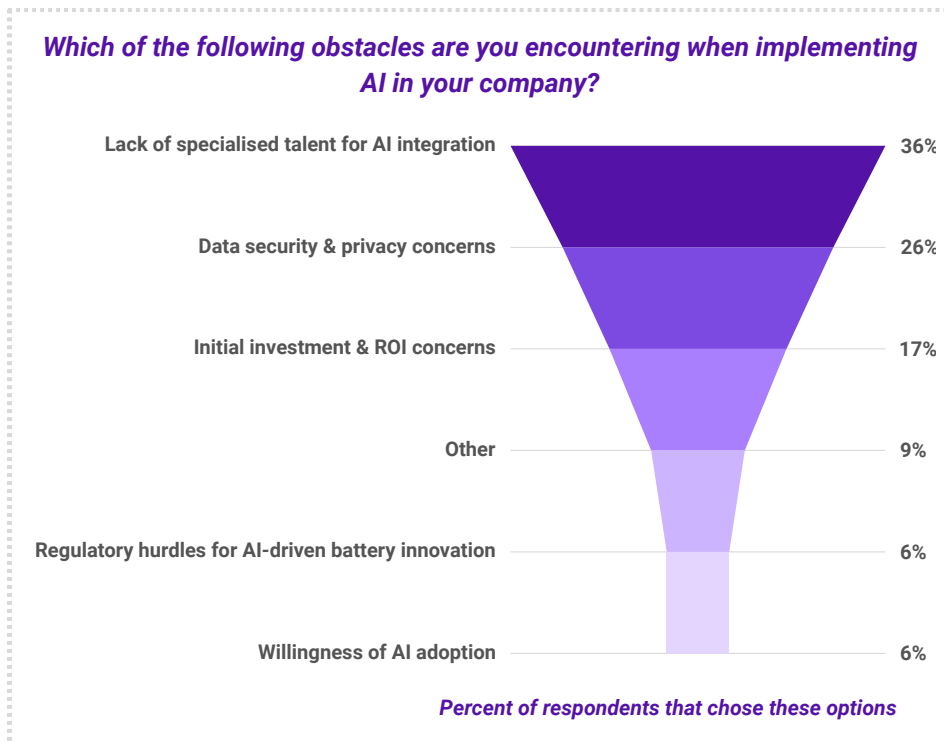 Which of the following obstacles are you encountering when implementing
AI in your company?
Lack of specialised talent for AI integration 36%
Data security & privacy concerns 26%
Initial investment & ROI concerns 17%
Other 9%
Regulatory hurdles for AI-driven battery innovation 6%
Willingness of AI adoption 6%
Percent of respondents that chose these options